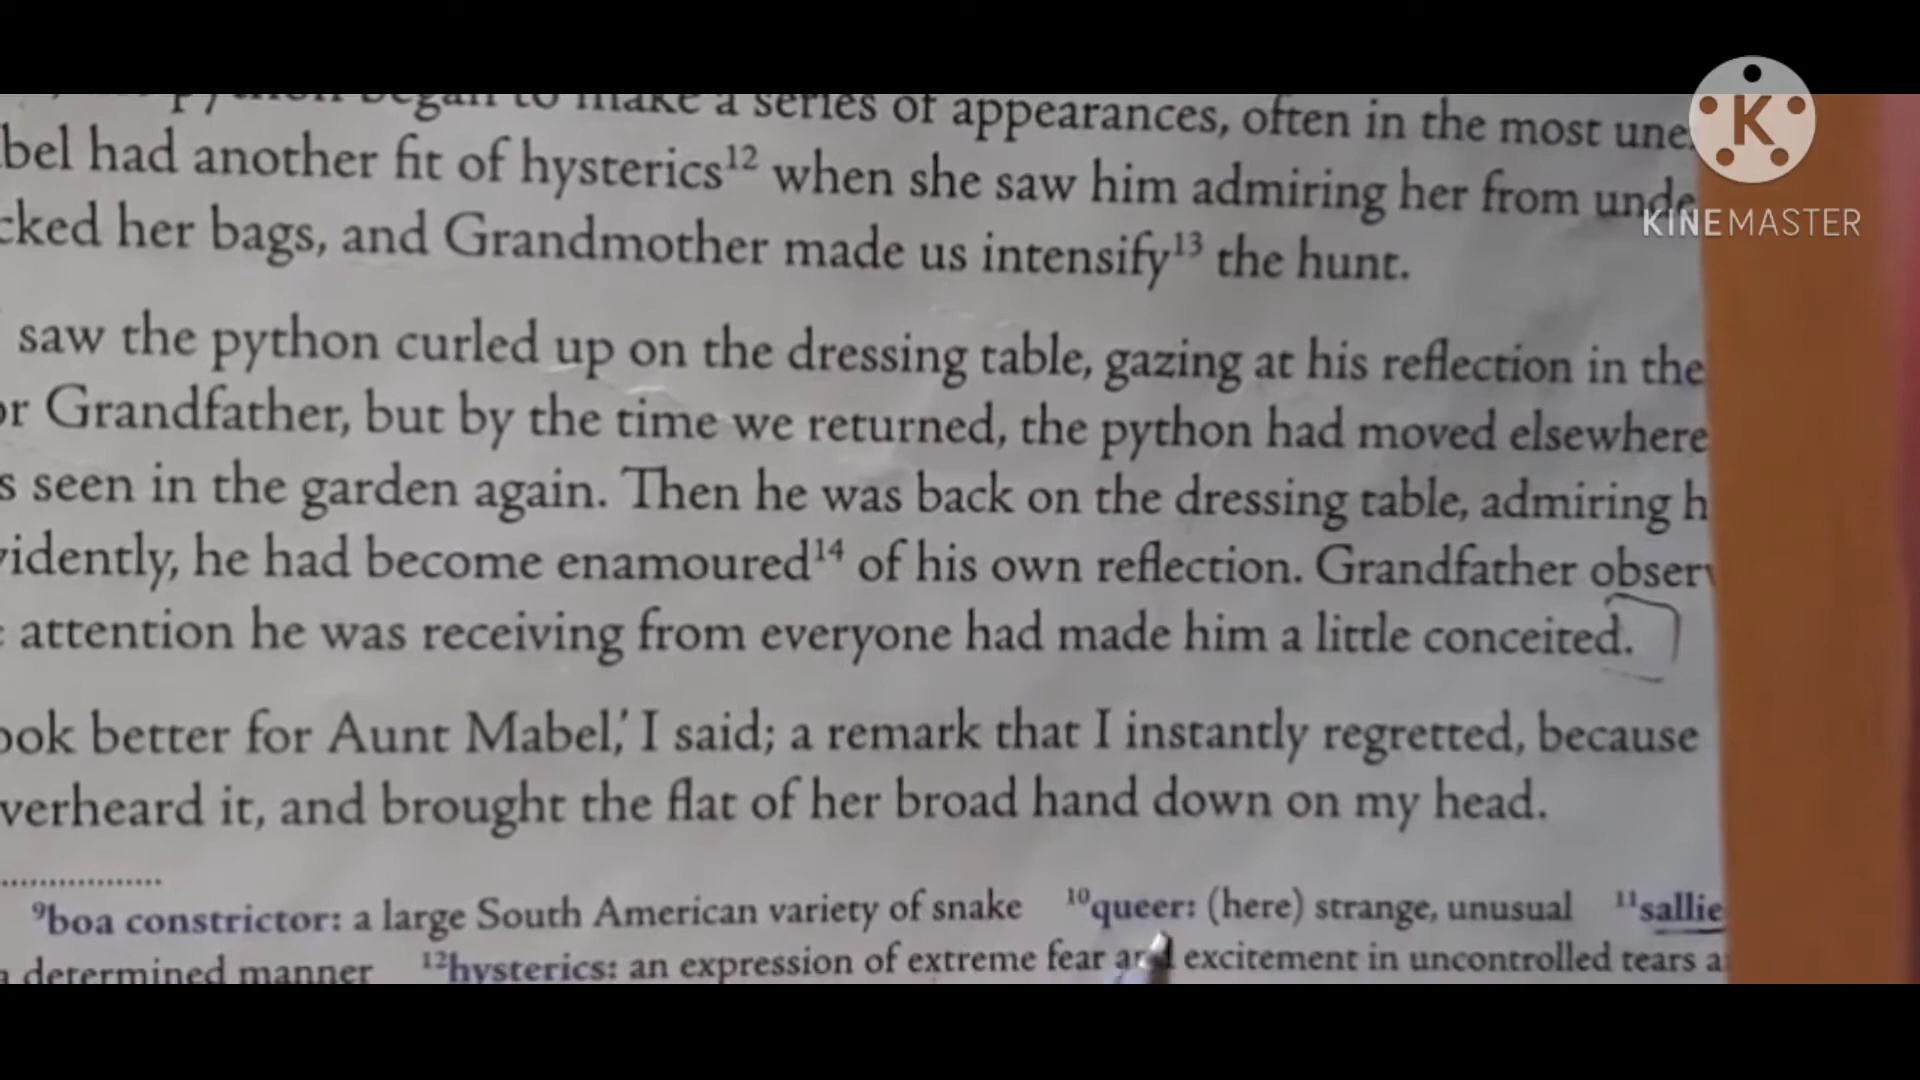 python began to make a series of appearances, often in the most une
bel had another fit of hysterics¹² when she saw him admiring her from unde
cked her bags, and Grandmother made us intensify¹³ the hunt.
saw the python curled up on the dressing table, gazing at his reflection in the
or Grandfather, but by the time we returned, the python had moved elsewhere
s seen in the garden again. Then he was back on the dressing table, admiring h
vidently, he had become enamoured¹⁴ of his own reflection. Grandfather observ
attention he was receiving from everyone had made him a little conceited.
ook better for Aunt Mabel,' I said; a remark that I instantly regretted, because
verheard it, and brought the flat of her broad hand down on my head.
⁹boa constrictor: a large South American variety of snake ¹⁰queer: (here) strange, unusual ¹¹sallie
a determined manner ¹²hysterics: an expression of extreme fear and excitement in uncontrolled tears a
K
KINEMASTER